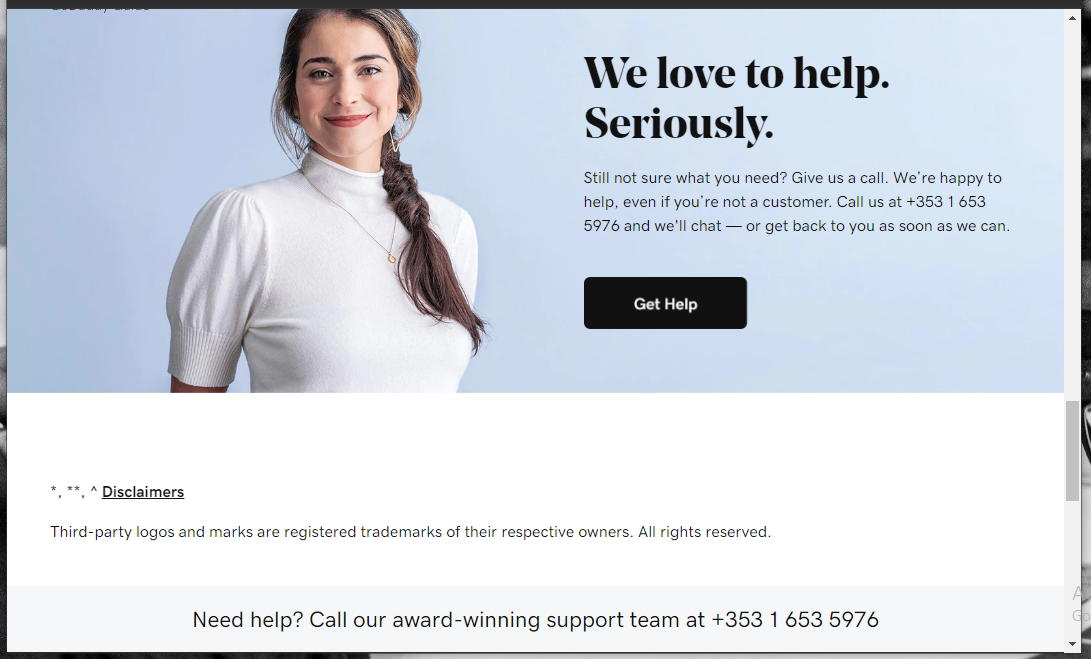 We love to help.
Seriously.
Still not sure what you need? Give us a call. We're happy to
help, even if you're not a customer. Call us at +353 1 653
5976 and we'll chat — or get back to you as soon as we can.
Get Help
*, **, ^ Disclaimers
Third-party logos and marks are registered trademarks of their respective owners. All rights reserved.
Need help? Call our award-winning support team at +353 1 653 5976